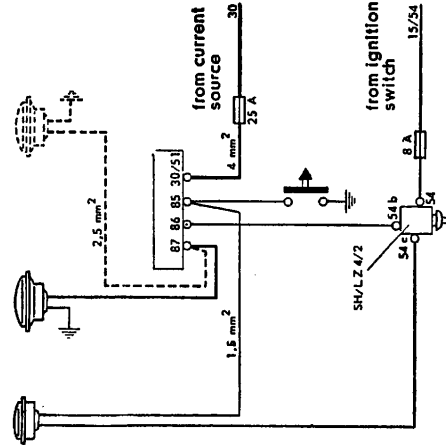 30
15/54
from current
source
from ignition
switch
25 A
8 A
4 mm²
2,5 mm²
30/51
85
86
87
54 b
54
54 c
SH/LZ 4/2
1,5 mm²